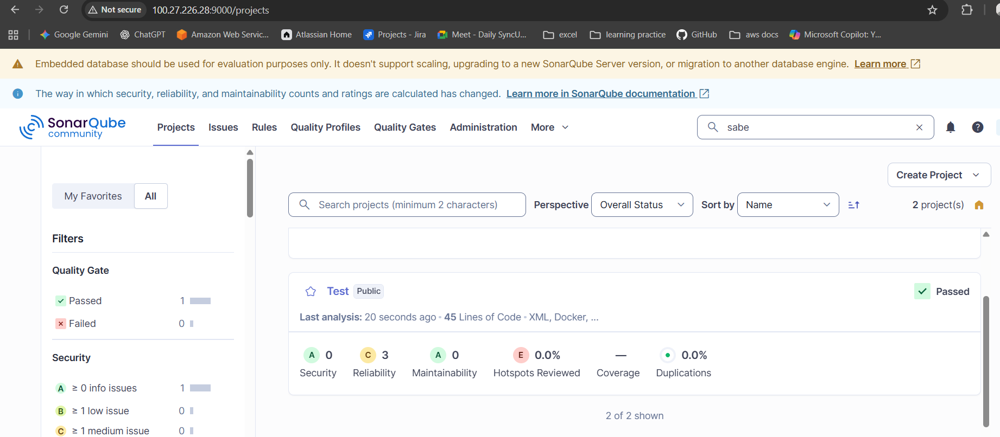 Not secure 100.27.226.28:9000/projects
Google Gemini ChatGPT Amazon Web Servic... Atlassian Home Projects - Jira Meet - Daily SyncU... excel learning practice GitHub aws docs Microsoft Copilot: Y...
Embedded database should be used for evaluation purposes only. It doesn't support scaling, upgrading to a new SonarQube Server version, or migration to another database engine. Learn more
The way in which security, reliability, and maintainability counts and ratings are calculated has changed. Learn more in SonarQube documentation
SonarQube
community
Projects Issues Rules Quality Profiles Quality Gates Administration More
sabe
My Favorites All
Filters
Quality Gate
Passed 1
Failed 0
Security
A ≥ 0 info issues 1
B ≥ 1 low issue 0
C ≥ 1 medium issue 0
Create Project
Search projects (minimum 2 characters) Perspective Overall Status Sort by Name 2 project(s)
Test Public Passed
Last analysis: 20 seconds ago • 45 Lines of Code • XML, Docker, ...
A 0 C 3 A 0 E 0.0% — 0.0%
Security Reliability Maintainability Hotspots Reviewed Coverage Duplications
2 of 2 shown